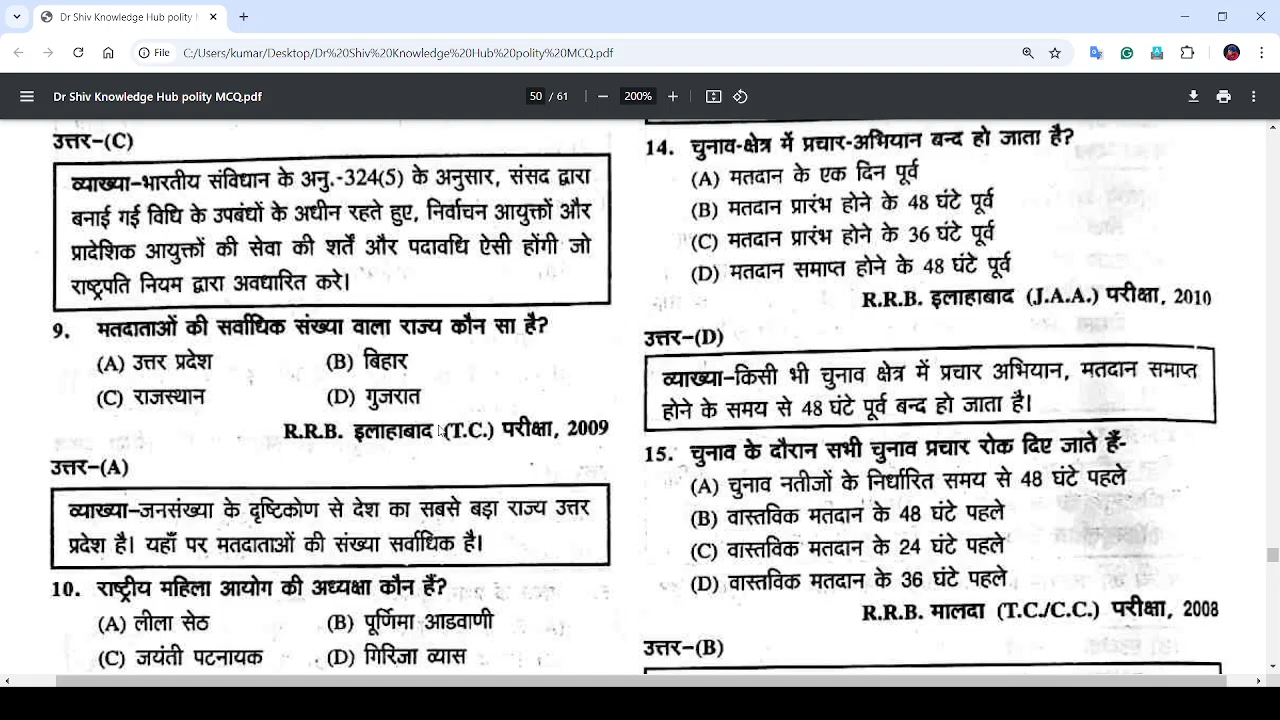 Dr Shiv Knowledge Hub polity
File
C:/Users/kumar/Desktop/Dr%20Shiv%20Knowledge%20Hub%20polity%20MCQ.pdf
Dr Shiv Knowledge Hub polity MCQ.pdf
50 / 61
200%
उत्तर–(C)
व्याख्या–भारतीय संविधान के अनु.-324(5) के अनुसार, संसद द्वारा
बनाई गई विधि के उपबंधों के अधीन रहते हुए, निर्वाचन आयुक्तों और
प्रादेशिक आयुक्तों की सेवा की शर्तें और पदावधि ऐसी होंगी जो
राष्ट्रपति नियम द्वारा अवधारित करे।
9. मतदाताओं की सर्वाधिक संख्या वाला राज्य कौन सा है?
(A) उत्तर प्रदेश (B) बिहार
(C) राजस्थान (D) गुजरात
R.R.B. इलाहाबाद (T.C.) परीक्षा, 2009
उत्तर–(A)
व्याख्या–जनसंख्या के दृष्टिकोण से देश का सबसे बड़ा राज्य उत्तर
प्रदेश है। यहाँ पर मतदाताओं की संख्या सर्वाधिक है।
10. राष्ट्रीय महिला आयोग की अध्यक्षा कौन हैं?
(A) लीला सेठ (B) पूर्णिमा आडवाणी
(C) जयंती पटनायक (D) गिरिजा व्यास
14. चुनाव-क्षेत्र में प्रचार-अभियान बन्द हो जाता है?
(A) मतदान के एक दिन पूर्व
(B) मतदान प्रारंभ होने के 48 घंटे पूर्व
(C) मतदान प्रारंभ होने के 36 घंटे पूर्व
(D) मतदान समाप्त होने के 48 घंटे पूर्व
R.R.B. इलाहाबाद (J.A.A.) परीक्षा, 2010
उत्तर–(D)
व्याख्या–किसी भी चुनाव क्षेत्र में प्रचार अभियान, मतदान समाप्त
होने के समय से 48 घंटे पूर्व बन्द हो जाता है।
15. चुनाव के दौरान सभी चुनाव प्रचार रोक दिए जाते हैं-
(A) चुनाव नतीजों के निर्धारित समय से 48 घंटे पहले
(B) वास्तविक मतदान के 48 घंटे पहले
(C) वास्तविक मतदान के 24 घंटे पहले
(D) वास्तविक मतदान के 36 घंटे पहले
R.R.B. मालदा (T.C./C.C.) परीक्षा, 2008
उत्तर–(B)